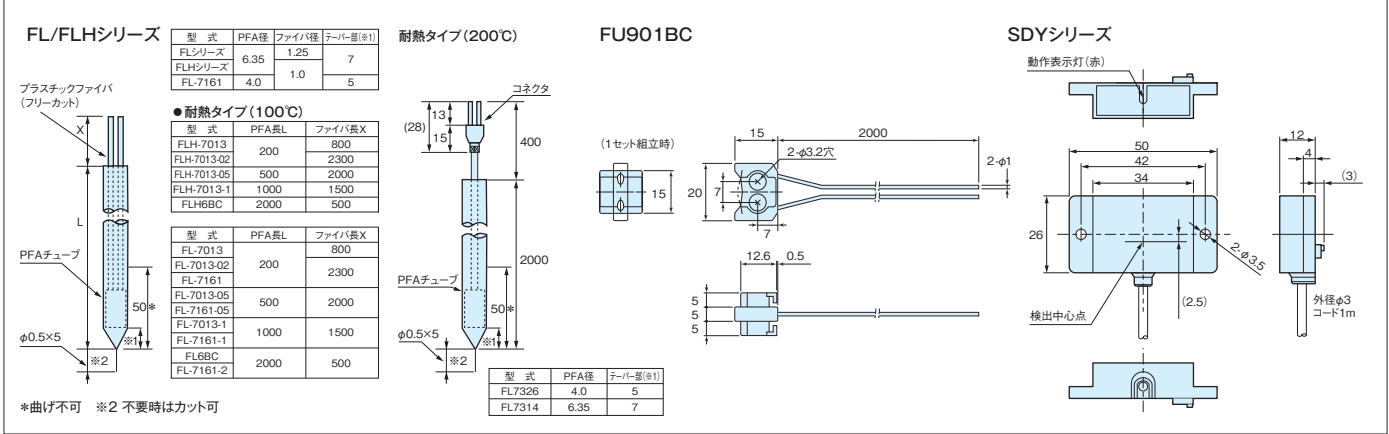 FL/FLHシリーズ
型　式 PFA径 ファイバ径 テーパー部(※1)
FLシリーズ 6.35 1.25 7
FLHシリーズ 1.0
FL-7161 4.0 5
プラスチックファイバ
(フリーカット)
X
L
PFAチューブ
50*
※1
φ0.5×5
※2
●耐熱タイプ(100℃)
型　式 PFA長L ファイバ長X
FLH-7013 200 800
FLH-7013-02 2300
FLH-7013-05 500 2000
FLH-7013-1 1000 1500
FLH6BC 2000 500
型　式 PFA長L ファイバ長X
FL-7013 200 800
FL-7013-02 2300
FL-7161
FL-7013-05 500 2000
FL-7161-05
FL-7013-1 1000 1500
FL-7161-1
FL6BC 2000 500
FL-7161-2
*曲げ不可　※2 不要時はカット可
耐熱タイプ(200℃)
コネクタ
13
(28)
15
400
2000
PFAチューブ
50*
※1
φ0.5×5
※2
型　式 PFA径 テーパー部(※1)
FL7326 4.0 5
FL7314 6.35 7
FU901BC
(1セット組立時)
15
15
2000
2-φ3.2穴
2-φ1
20
7
7
12.6
0.5
5
5
5
SDYシリーズ
動作表示灯(赤)
50
42
34
26
2-φ3.5
(2.5)
検出中心点
12
4
(3)
外径φ3
コード1m